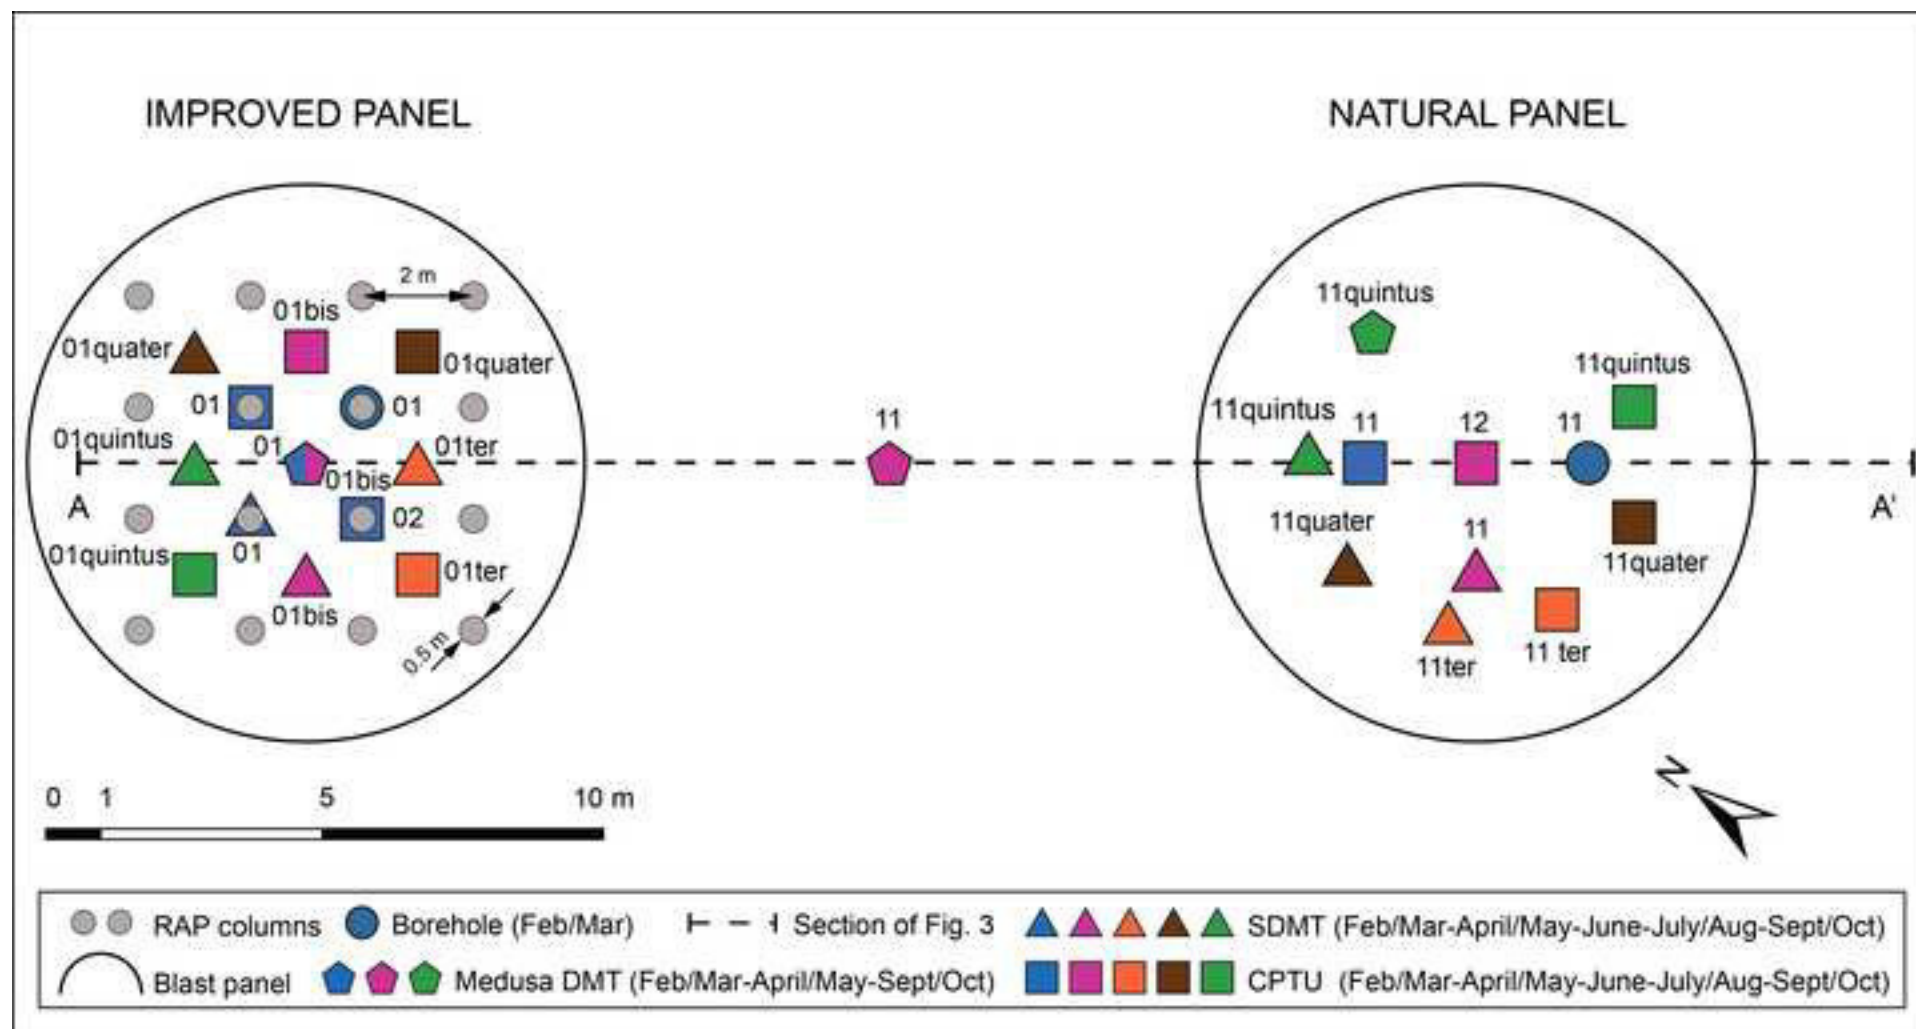 IMPROVED PANEL
NATURAL PANEL
2 m
01bis
01quater
01quater
01
01
01quintus
01
01ter
01bis
A
01
02
01quintus
01ter
01bis
0.5 m
11
11quintus
11quintus
11quintus
11
12
11
A'
11quater
11
11quater
11ter
11 ter
N
0 1 5 10 m
RAP columns
Borehole (Feb/Mar)
Section of Fig. 3
SDMT (Feb/Mar-April/May-June-July/Aug-Sept/Oct)
Blast panel
Medusa DMT (Feb/Mar-April/May-Sept/Oct)
CPTU (Feb/Mar-April/May-June-July/Aug-Sept/Oct)